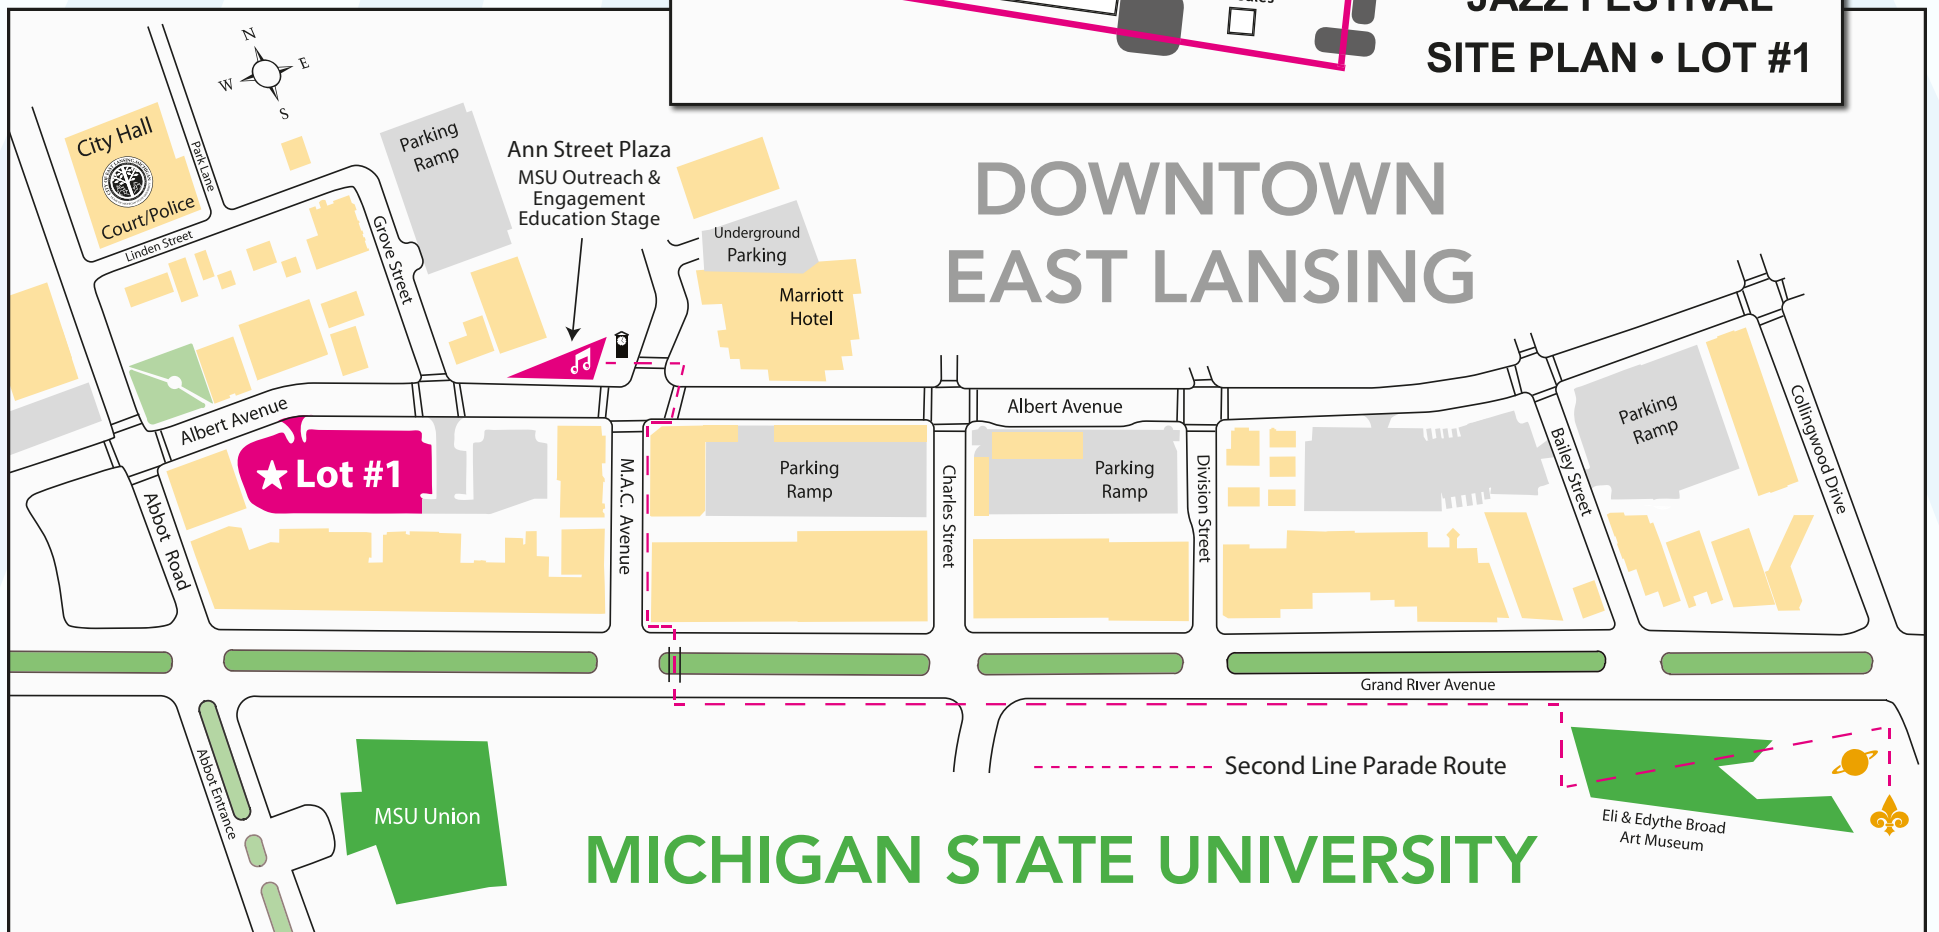 JAZZ FESTIVAL
SITE PLAN • LOT #1
N
E
W
S
City Hall
Court/Police
Park Lane
Linden Street
Grove Street
Parking
Ramp
Ann Street Plaza
MSU Outreach &
Engagement
Education Stage
Underground
Parking
Marriott
Hotel
DOWNTOWN
EAST LANSING
Albert Avenue
Albert Avenue
★ Lot #1
Abbot Road
M.A.C. Avenue
Parking
Ramp
Charles Street
Parking
Ramp
Division Street
Bailey Street
Parking
Ramp
Collingwood Drive
Grand River Avenue
Abbot Entrance
MSU Union
Second Line Parade Route
Eli & Edythe Broad
Art Museum
MICHIGAN STATE UNIVERSITY